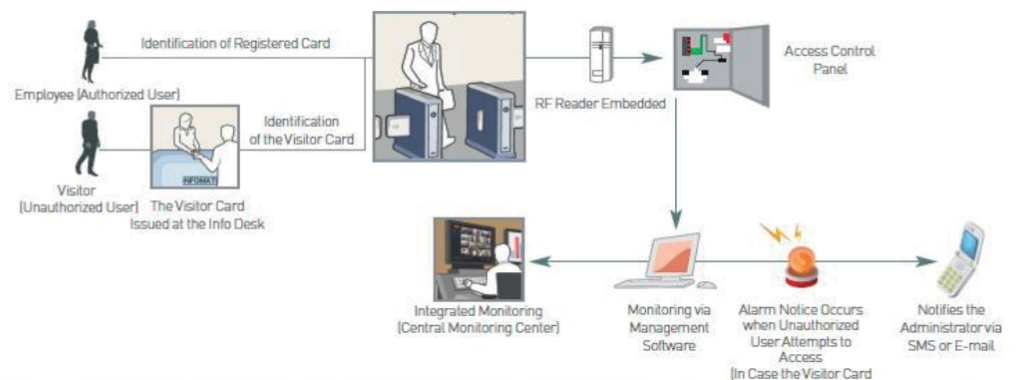 Identification of Registered Card
Employee (Authorized User)
Identification
of the Visitor Card
INFOMATI
Visitor
(Unauthorized User)
The Visitor Card
Issued at the Info Desk
RF Reader Embedded
Access Control
Panel
Integrated Monitoring
(Central Monitoring Center)
Monitoring via
Management
Software
Alarm Notice Occurs
when Unauthorized
User Attempts to
Access
(In Case the Visitor Card
Notifies the
Administrator via
SMS or E-mail